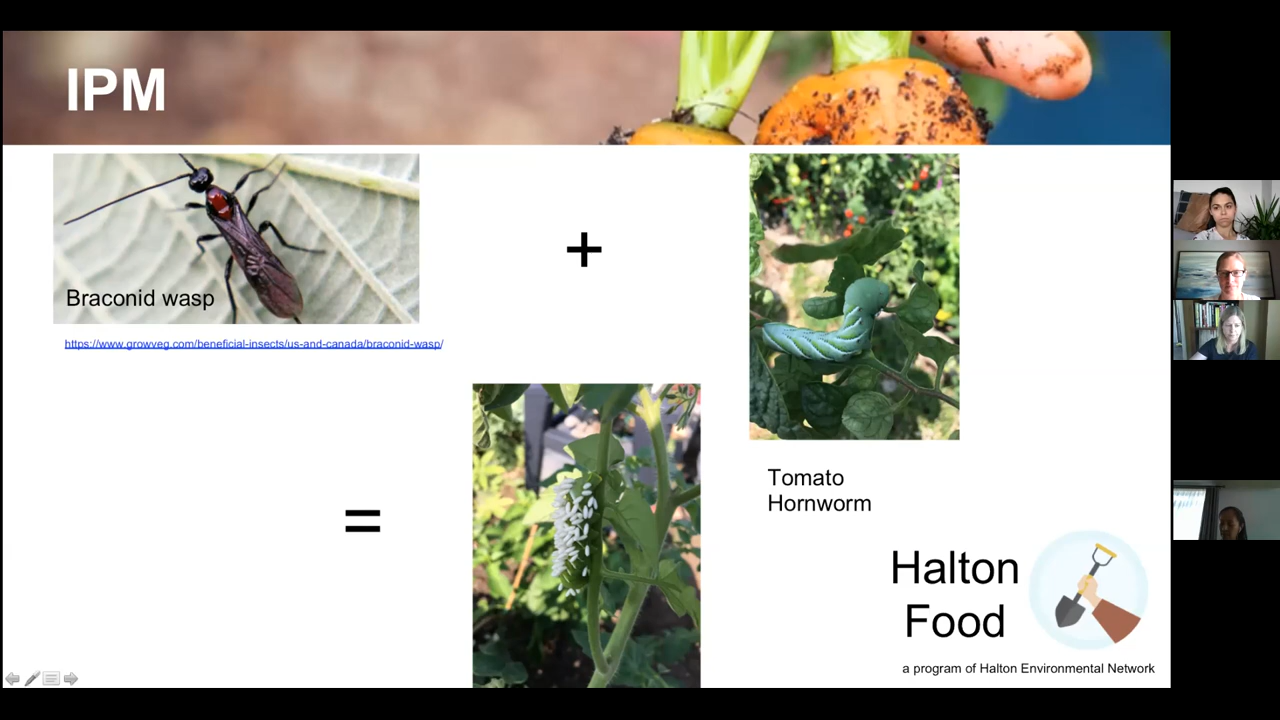 IPM
Braconid wasp
https://www.growveg.com/beneficial-insects/us-and-canada/braconid-wasp/
+
Tomato
Hornworm
=
Halton
Food
a program of Halton Environmental Network